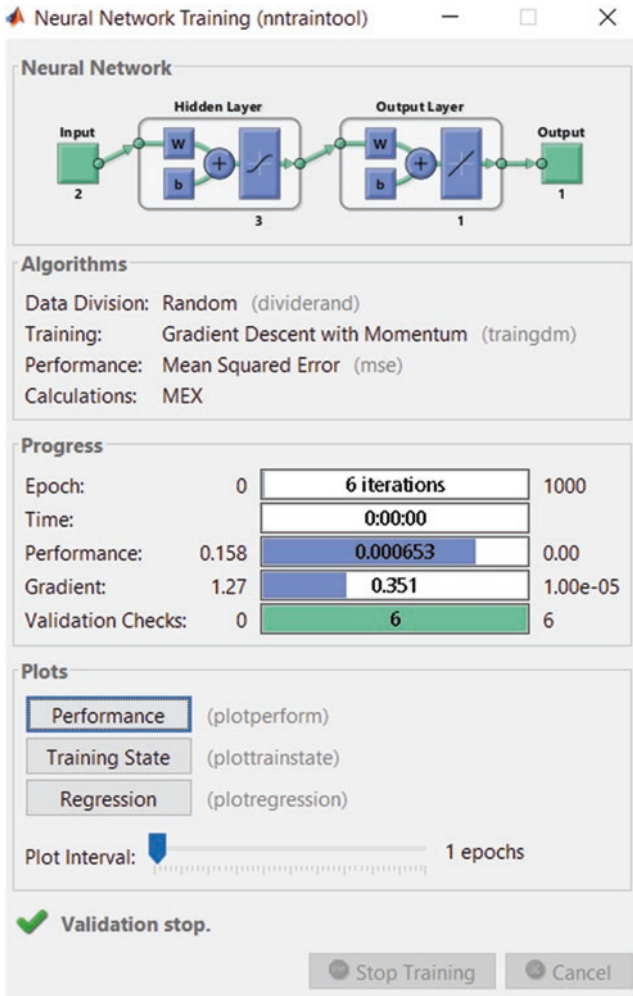 Neural Network Training (nntraintool)
Neural Network
Hidden Layer Output Layer
Input Output
W W
b b
2 3 1 1
Algorithms
Data Division: Random (dividerand)
Training: Gradient Descent with Momentum (traingdm)
Performance: Mean Squared Error (mse)
Calculations: MEX
Progress
Epoch: 0 6 iterations 1000
Time: 0:00:00
Performance: 0.158 0.000653 0.00
Gradient: 1.27 0.351 1.00e-05
Validation Checks: 0 6 6
Plots
Performance (plotperform)
Training State (plottrainstate)
Regression (plotregression)
Plot Interval: 1 epochs
Validation stop.
Stop Training Cancel